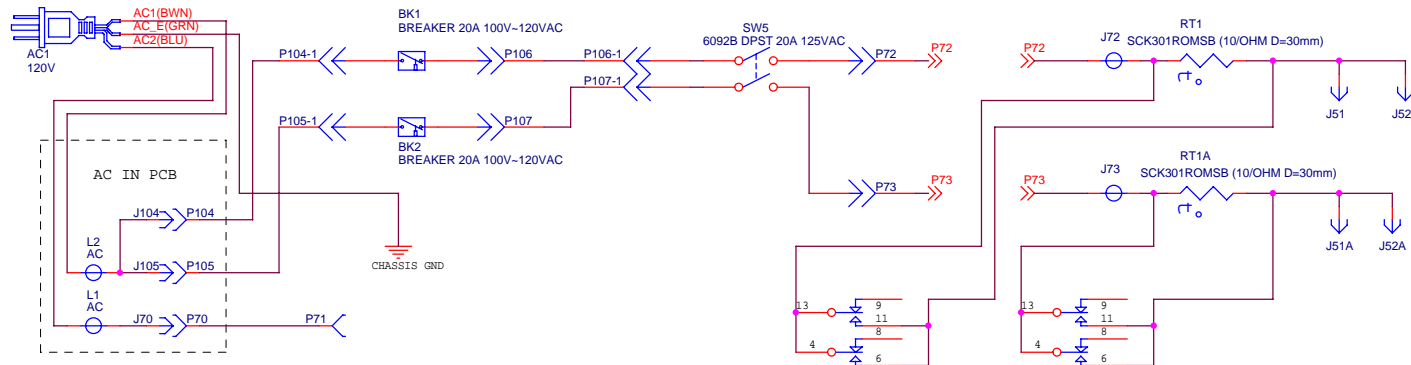 AC1(BWN)
AC_E(GRN)
AC2(BLU)
AC1
120V
BK1
BREAKER 20A 100V~120VAC
P104-1
P106
P106-1
P107-1
SW5
6092B DPST 20A 125VAC
P72
P72
P72
J72
RT1
SCK301ROMSB (10/OHM D=30mm)
J51
J52
P105-1
P107
BK2
BREAKER 20A 100V~120VAC
AC IN PCB
J104
P104
L2
AC
J105
P105
L1
AC
J70
P70
P71
CHASSIS GND
P73
P73
P73
J73
RT1A
SCK301ROMSB (10/OHM D=30mm)
J51A
J52A
13
9
11
8
4
6
13
9
11
8
4
6